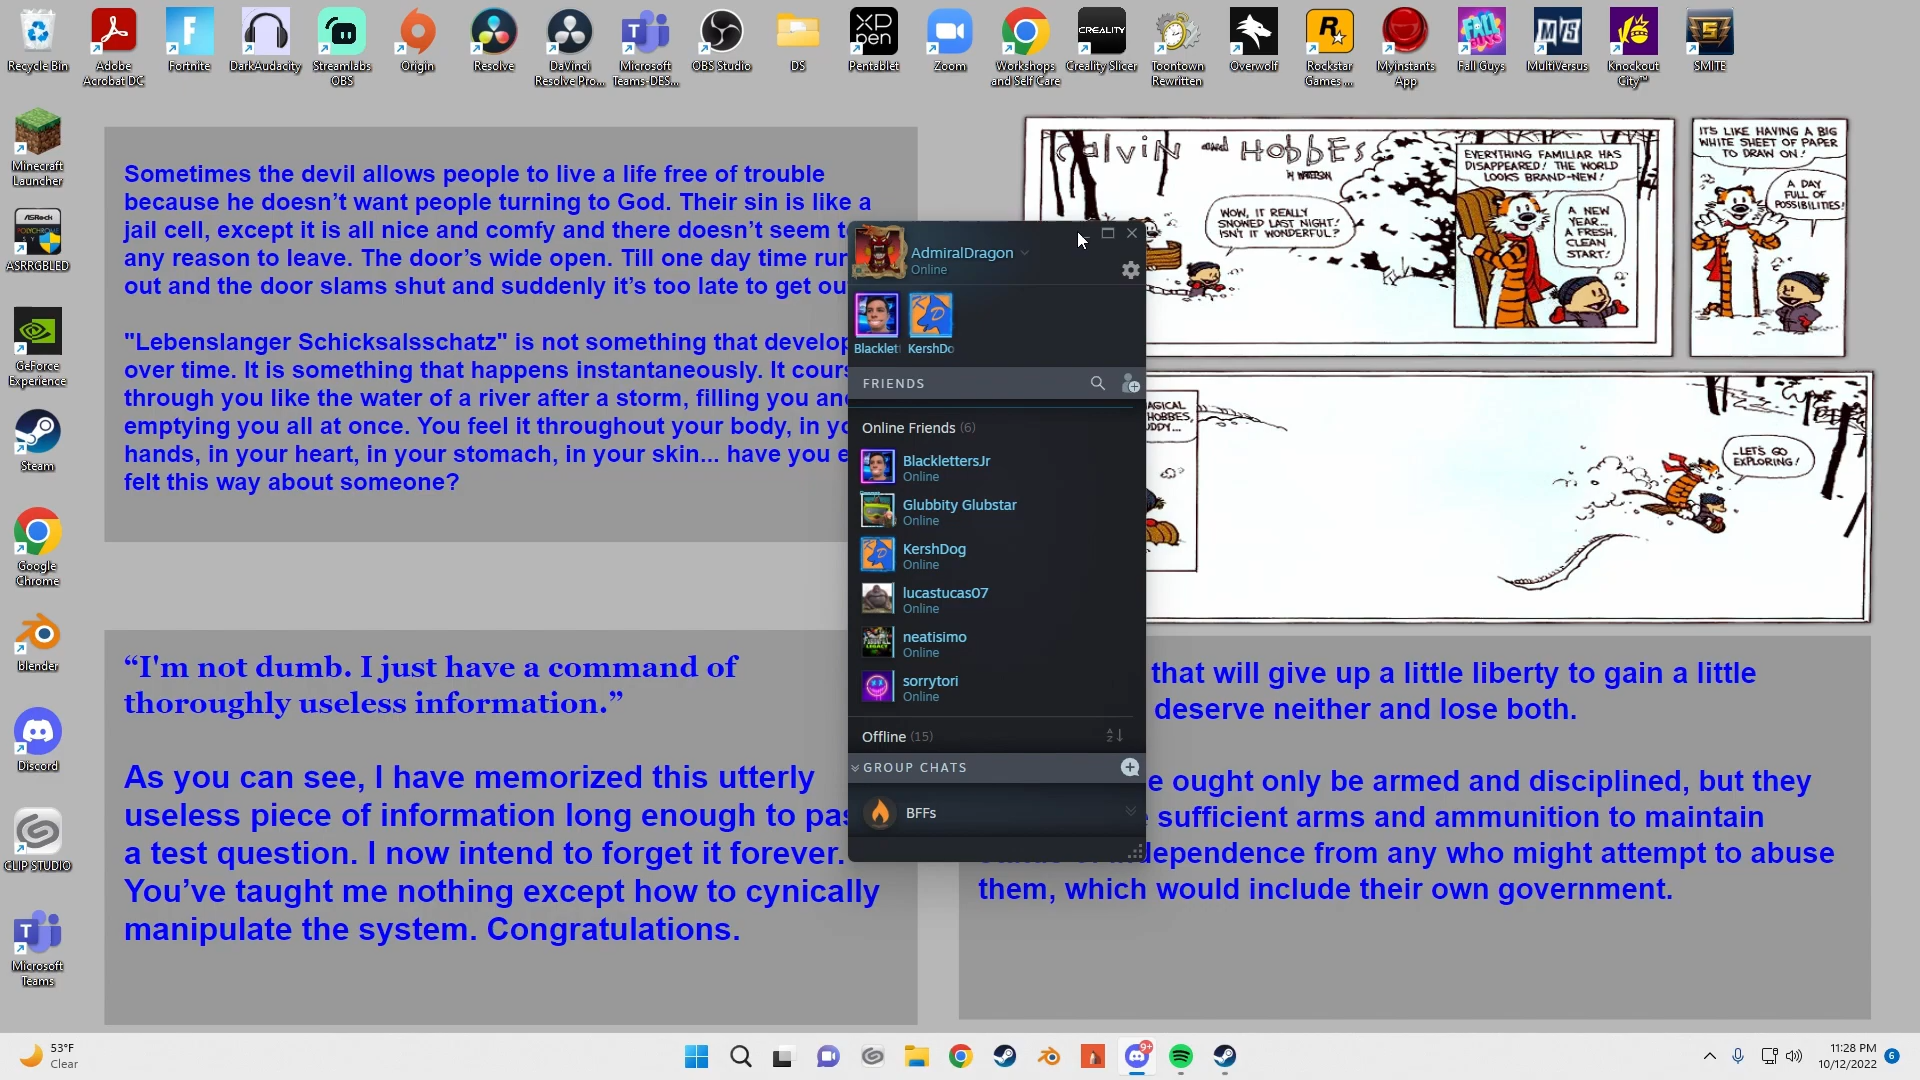 Recycle Bin
Adobe Acrobat DC
Fortnite
DarkAudacity
Streamlabs OBS
Origin
Resolve
DaVinci Resolve Pro...
Microsoft Teams-DES...
OBS Studio
DS
Pentablet
Zoom
Workshops and Self Care
Creality Slicer
Toontown Rewritten
Overwolf
Rockstar Games ...
Myinstants App
Fall Guys
MultiVersus
Knockout City™
SMITE
Minecraft Launcher
ASRRGBLED
GeForce Experience
Steam
Google Chrome
blender
Discord
CLIP STUDIO
Microsoft Teams
Sometimes the devil allows people to live a life free of trouble
because he doesn’t want people turning to God. Their sin is like a
jail cell, except it is all nice and comfy and there doesn’t seem
any reason to leave. The door’s wide open. Till one day time
out and the door slams shut and suddenly it’s too late to get
"Lebenslanger Schicksalsschatz" is not something that
over time. It is something that happens instantaneously. It
through you like the water of a river after a storm, filling you
emptying you all at once. You feel it throughout your body, in
hands, in your heart, in your stomach, in your skin... have you
felt this way about someone?
“I'm not dumb. I just have a command of
thoroughly useless information.”
As you can see, I have memorized this utterly
useless piece of information long enough to
a test question. I now intend to forget it forever.
You’ve taught me nothing except how to cynically
manipulate the system. Congratulations.
CALVIN and HOBBES
BY WATTERSON
WOW, IT REALLY
SNOWED LAST NIGHT!
ISN'T IT WONDERFUL?
EVERYTHING FAMILIAR HAS
DISAPPEARED! THE WORLD
LOOKS BRAND-NEW!
A NEW
YEAR...
A FRESH,
CLEAN
START!
IT'S LIKE HAVING A BIG
WHITE SHEET OF PAPER
TO DRAW ON!
A DAY
FULL OF
POSSIBILITIES!
HOBBES,
...LET'S GO
EXPLORING!
AdmiralDragon
Online
Blacklet
KershDo
FRIENDS
Online Friends (6)
BlacklettersJr
Online
Glubbity Glubstar
Online
KershDog
Online
lucastucas07
Online
neatisimo
Online
sorrytori
Online
Offline (15)
GROUP CHATS
BFFs
that will give up a little liberty to gain a little
deserve neither and lose both.
ought only be armed and disciplined, but they
sufficient arms and ammunition to maintain
from any who might attempt to abuse
them, which would include their own government.
53°F
Clear
9+
11:28 PM
10/12/2022
6